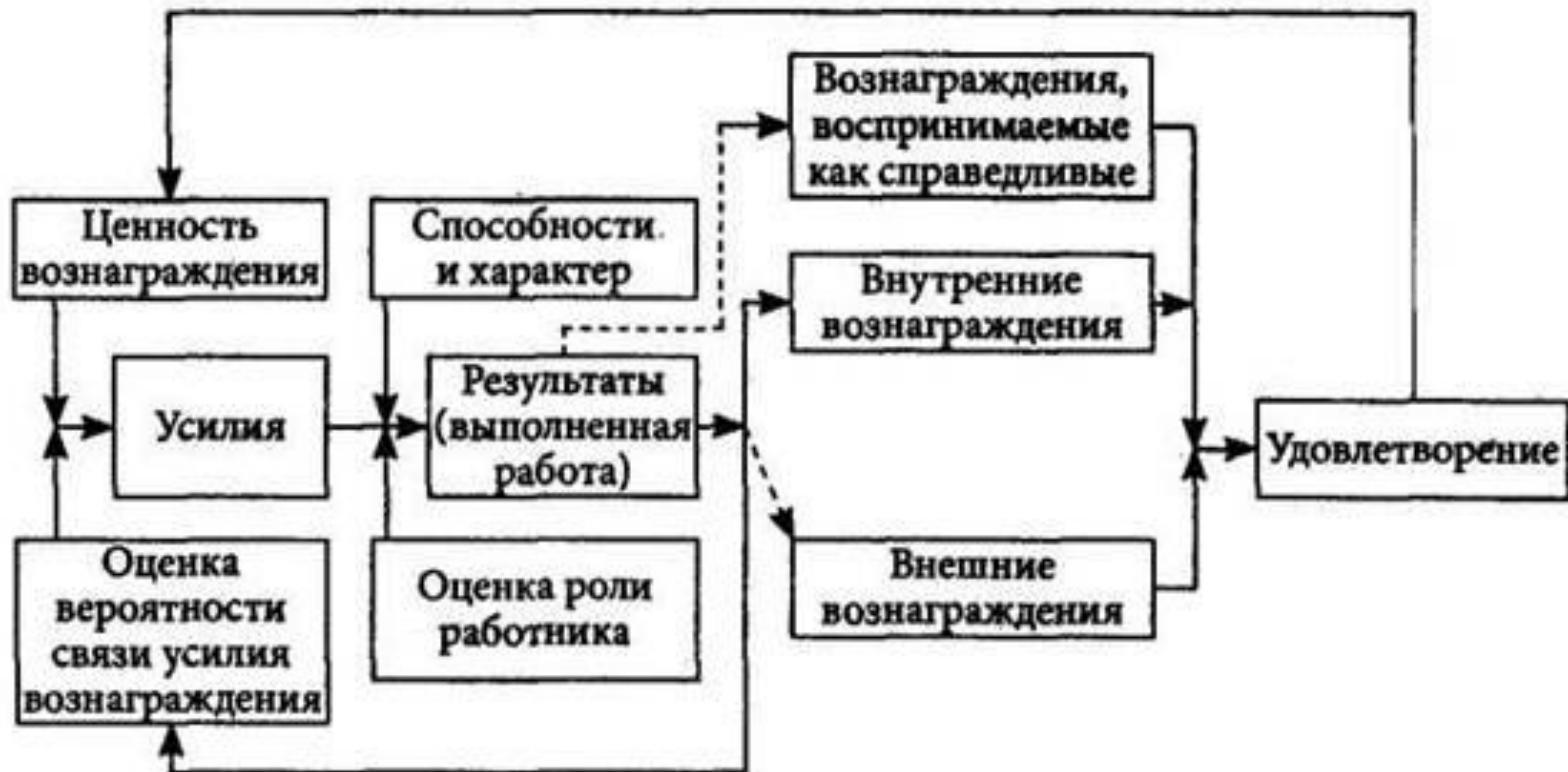 Вознаграждения,
воспринимаемые
как справедливые
Ценность
вознаграждения
Способности
и характер
Внутренние
вознаграждения
Усилия
Результаты
(выполненная
работа)
Удовлетворение
Оценка
вероятности
связи усилия
вознаграждения
Оценка роли
работника
Внешние
вознаграждения